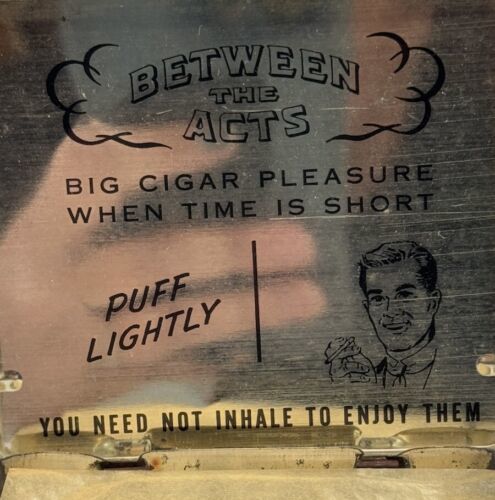 BETWEEN
THE
ACTS
BIG CIGAR PLEASURE
WHEN TIME IS SHORT
PUFF
LIGHTLY
YOU NEED NOT INHALE TO ENJOY THEM